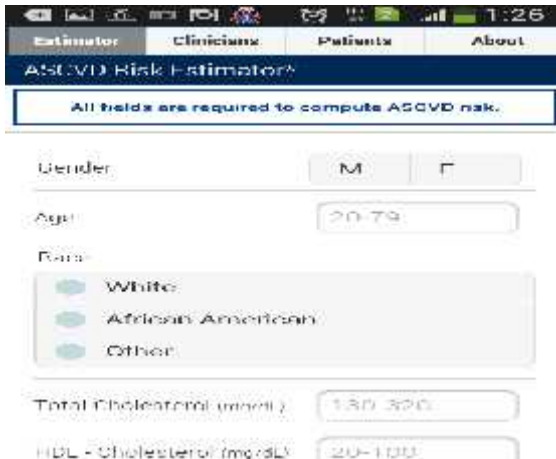 1:26
Estimator Clinicians Patients About
ASCVD Risk Estimator*
All fields are required to compute ASCVD risk.
Gender M F
Age 20-79
Race
White
African American
Other
Total Cholesterol (mg/dL) 130-320
HDL - Cholesterol (mg/dL) 20-100